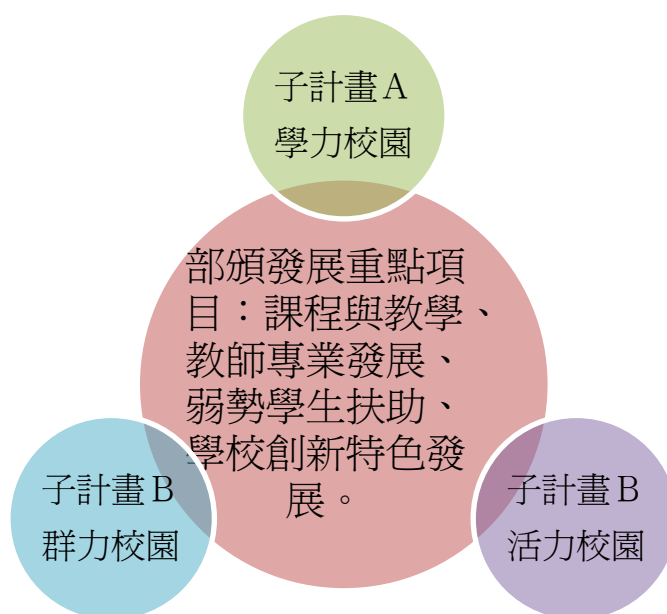 子計畫A
學力校園
部頒發展重點項
目：課程與教學、
教師專業發展、
弱勢學生扶助、
學校創新特色發
展。
子計畫B
群力校園
子計畫B
活力校園